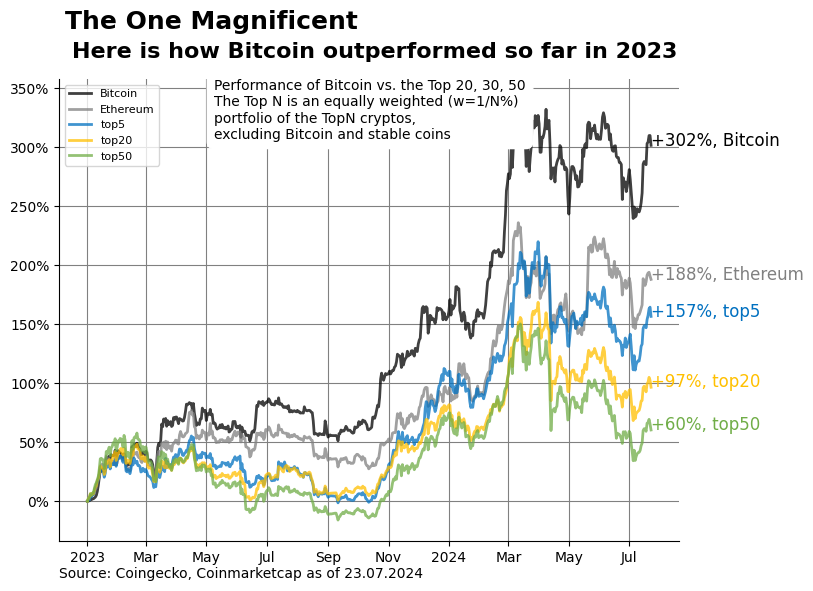 The One Magnificent
Here is how Bitcoin outperformed so far in 2023
350%
300%
250%
200%
150%
100%
50%
0%
Bitcoin
Ethereum
top5
top20
top50
Performance of Bitcoin vs. the Top 20, 30, 50
The Top N is an equally weighted (w=1/N%)
portfolio of the TopN cryptos,
excluding Bitcoin and stable coins
+302%, Bitcoin
+188%, Ethereum
+157%, top5
+97%, top20
+60%, top50
2023 Mar May Jul Sep Nov 2024 Mar May Jul
Source: Coingecko, Coinmarketcap as of 23.07.2024